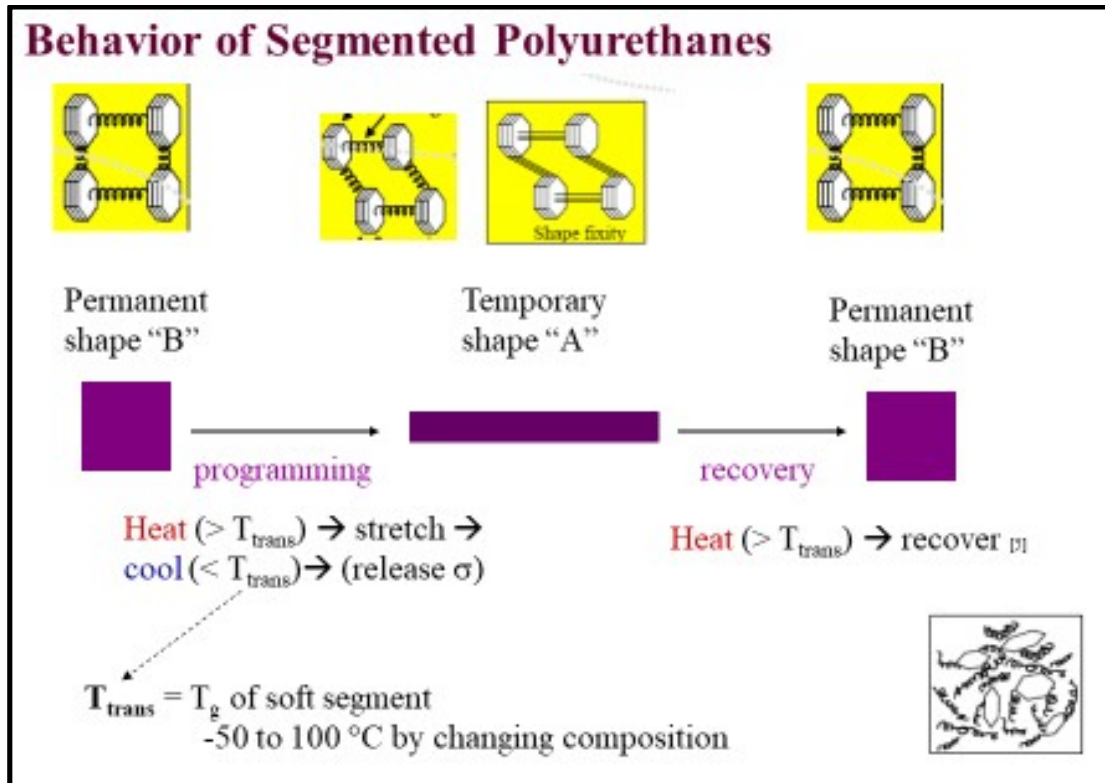 Behavior of Segmented Polyurethanes
Shape fixity
Permanent
shape “B”
Temporary
shape “A”
Permanent
shape “B”
programming
recovery
Heat (> Ttrans) → stretch →
cool (< Ttrans)→ (release σ)
Heat (> Ttrans) → recover
Ttrans = Tg of soft segment
-50 to 100 °C by changing composition